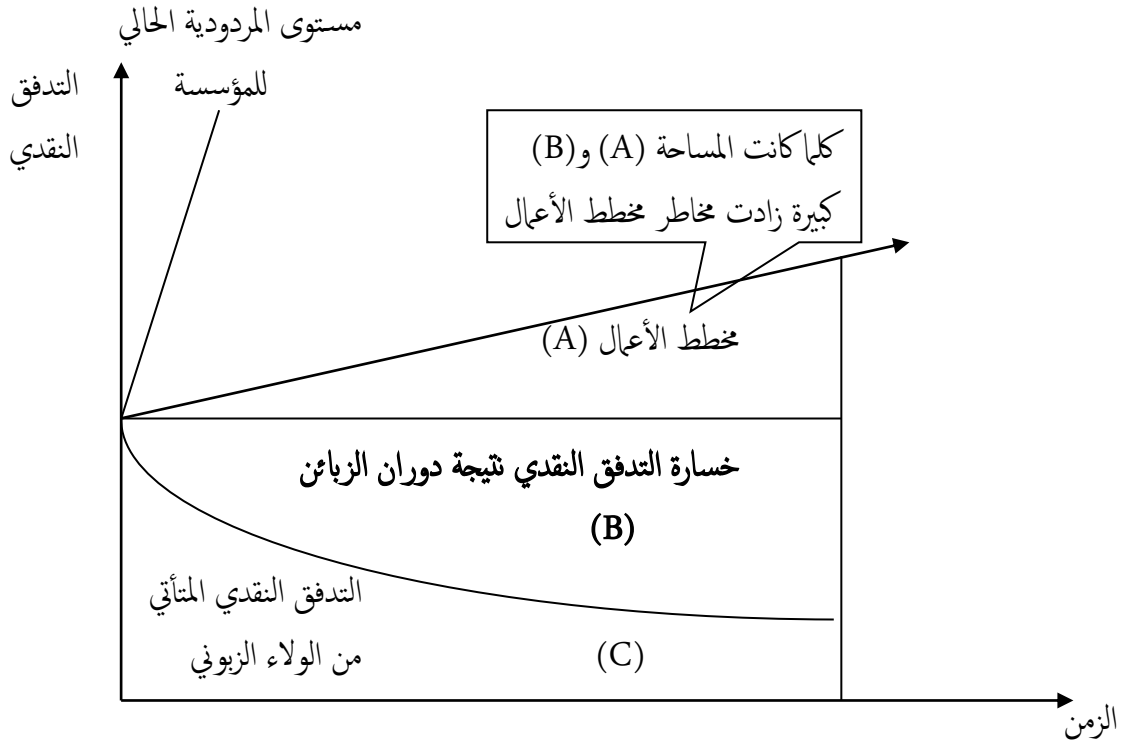 مستوى المردودية الحالي
للمؤسسة
التدفق
النقدي
كلما كانت المساحة (A) و(B)
كبيرة زادت مخاطر مخطط الأعمال
مخطط الأعمال (A)
خسارة التدفق النقدي نتيجة دوران الزبائن
(B)
التدفق النقدي المتأتي
من الولاء الزبوني
(C)
الزمن